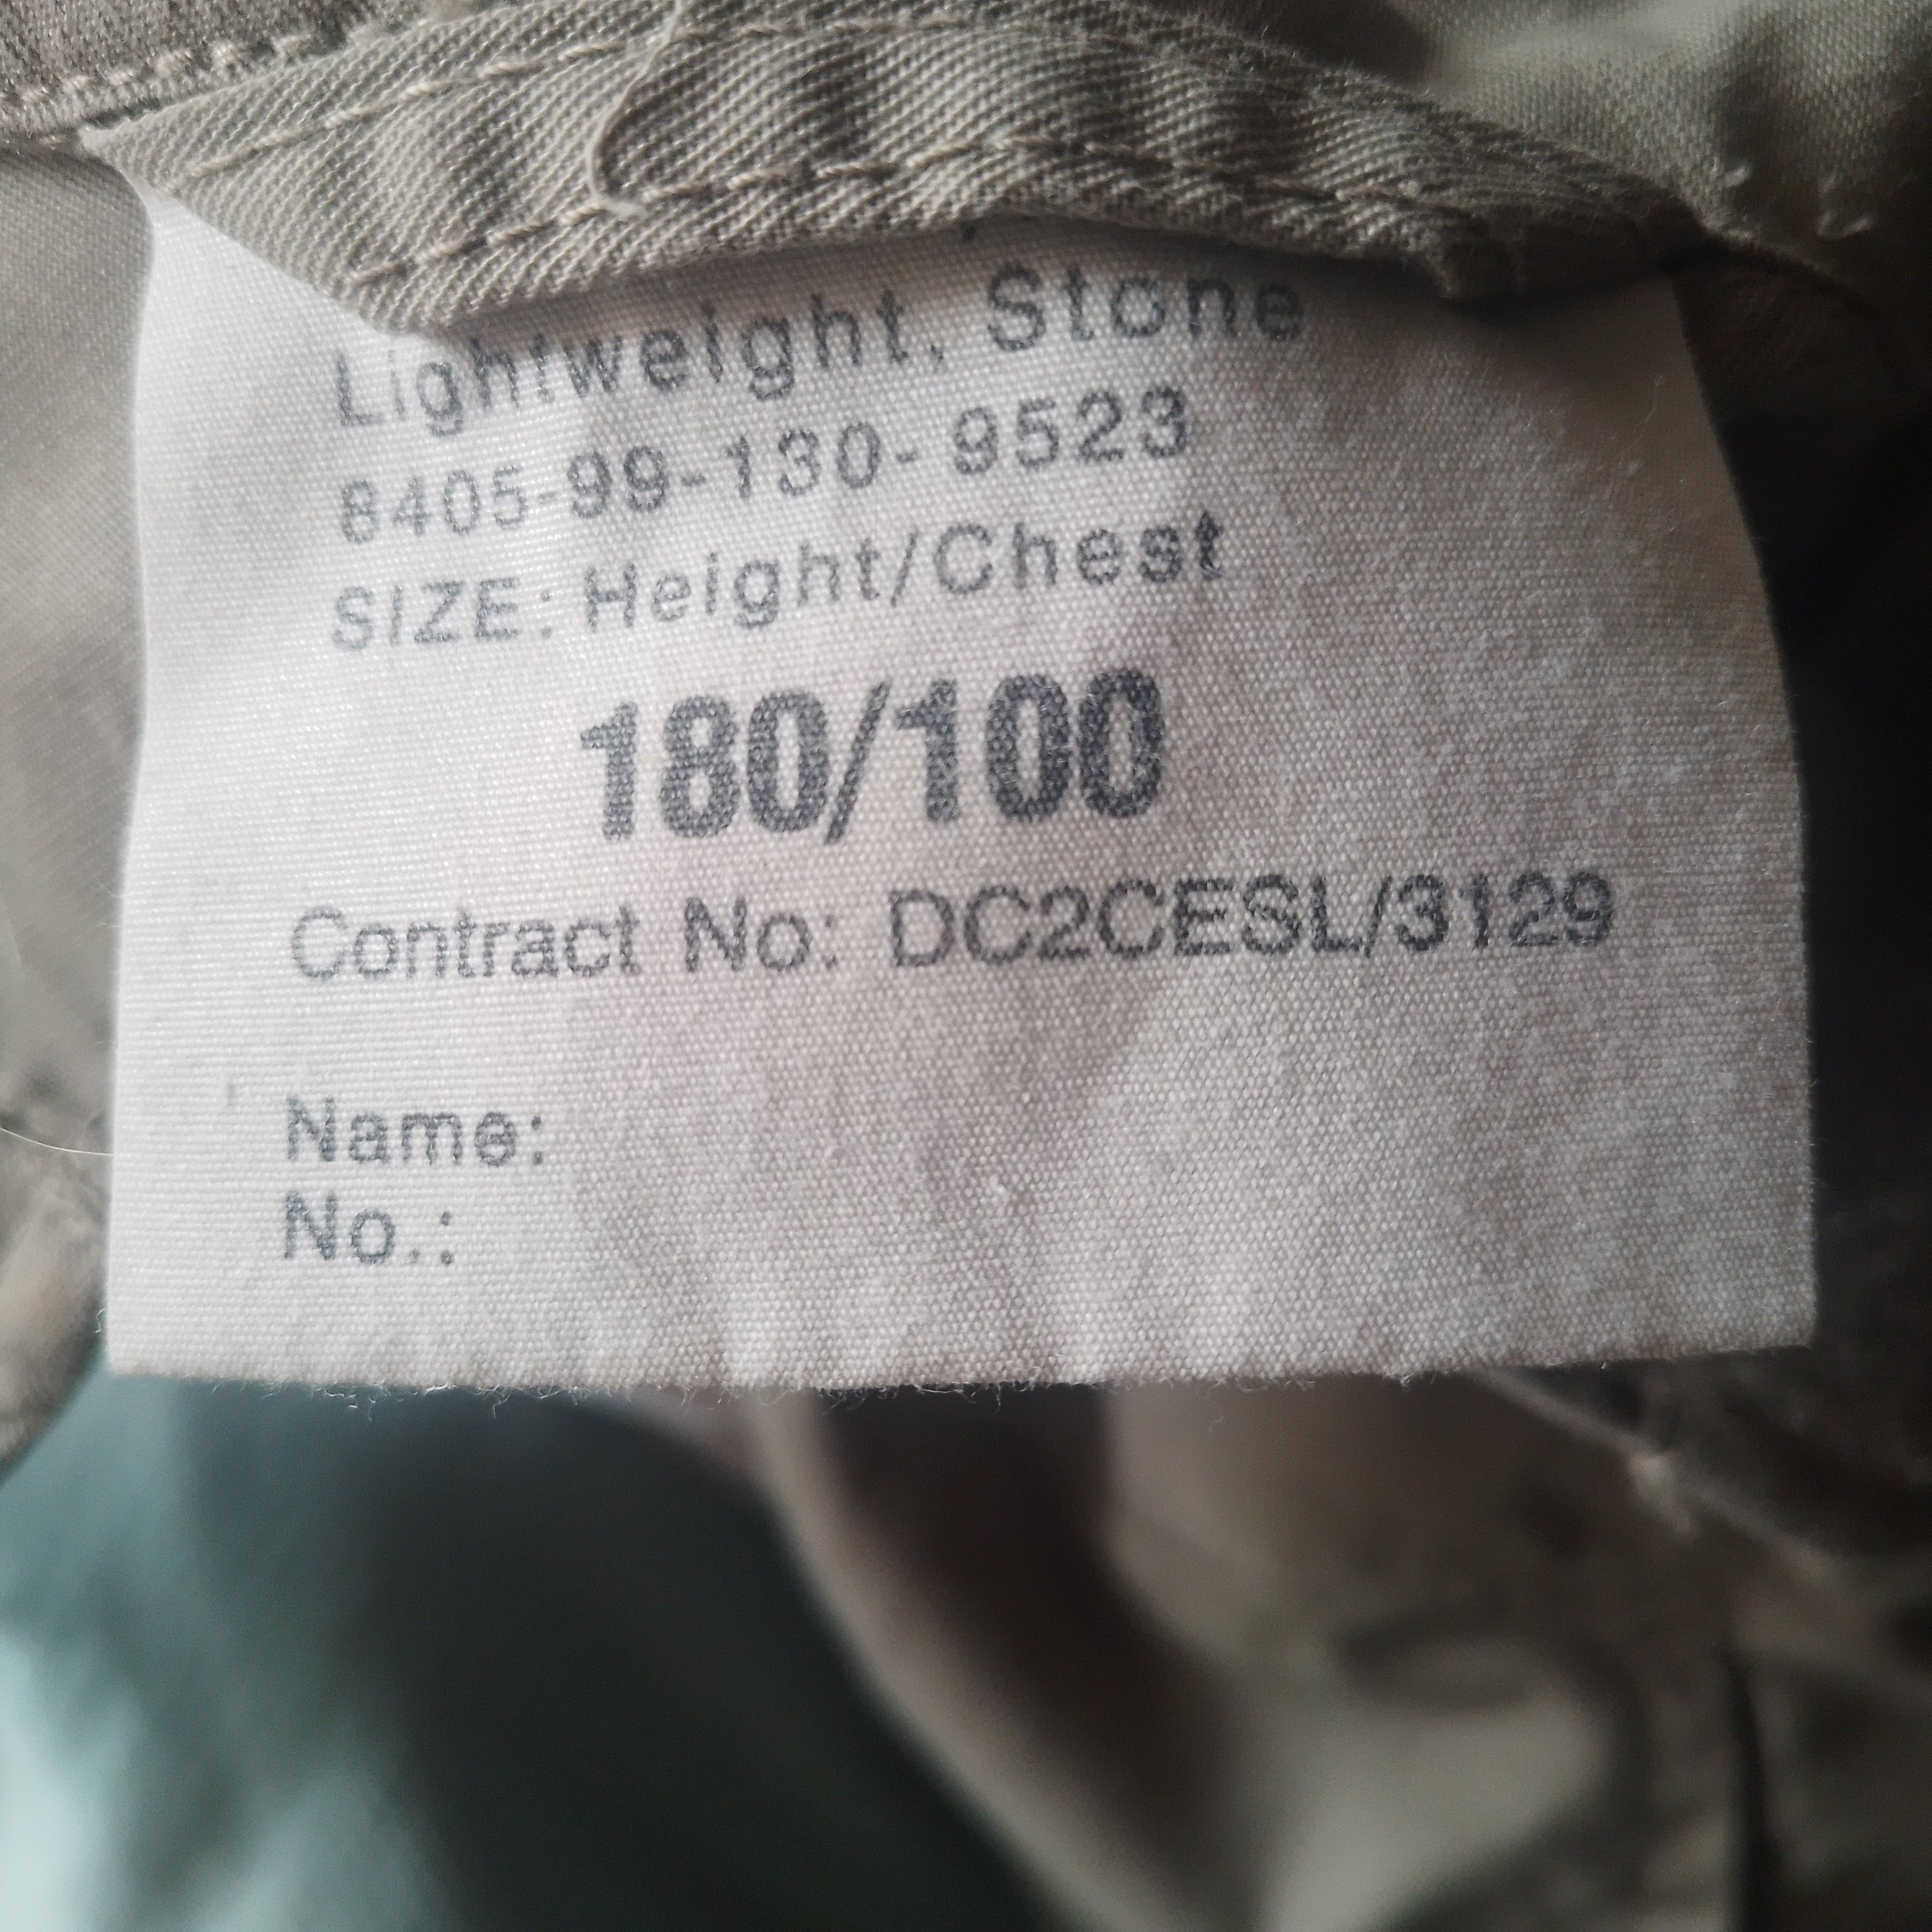 Lightweight, Stone
8405-99-130-9523
SIZE: Height/Chest
180/100
Contract No: DC2CESL/3129
Name:
No.: